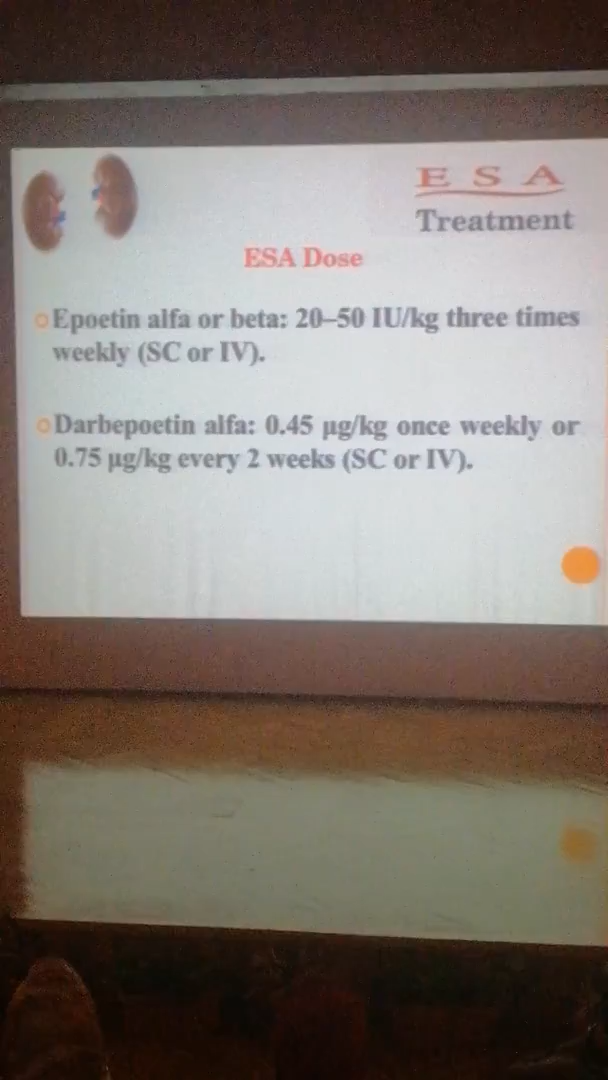 E S A
Treatment
ESA Dose
Epoetin alfa or beta: 20–50 IU/kg three times
weekly (SC or IV).
Darbepoetin alfa: 0.45 µg/kg once weekly or
0.75 µg/kg every 2 weeks (SC or IV).